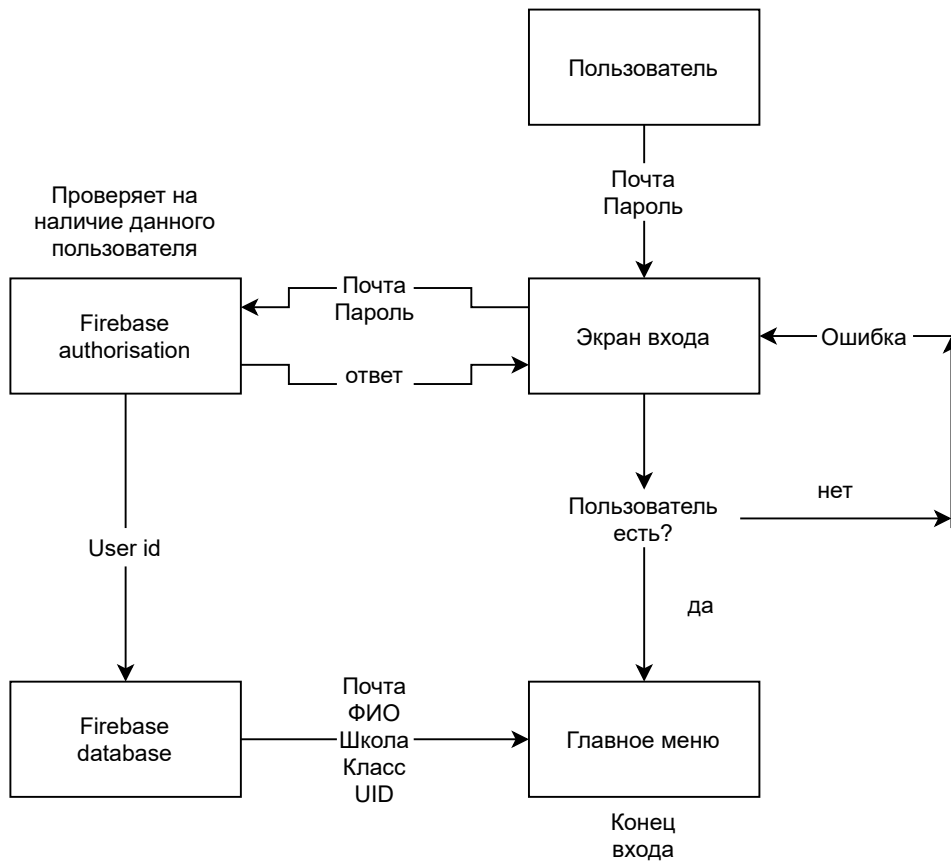 Пользователь
Почта
Пароль
Проверяет на
наличие данного
пользователя
Firebase
authorisation
Почта
Пароль
ответ
Экран входа
Ошибка
Пользователь
есть?
нет
User id
да
Firebase
database
Почта
ФИО
Школа
Класс
UID
Главное меню
Конец
входа